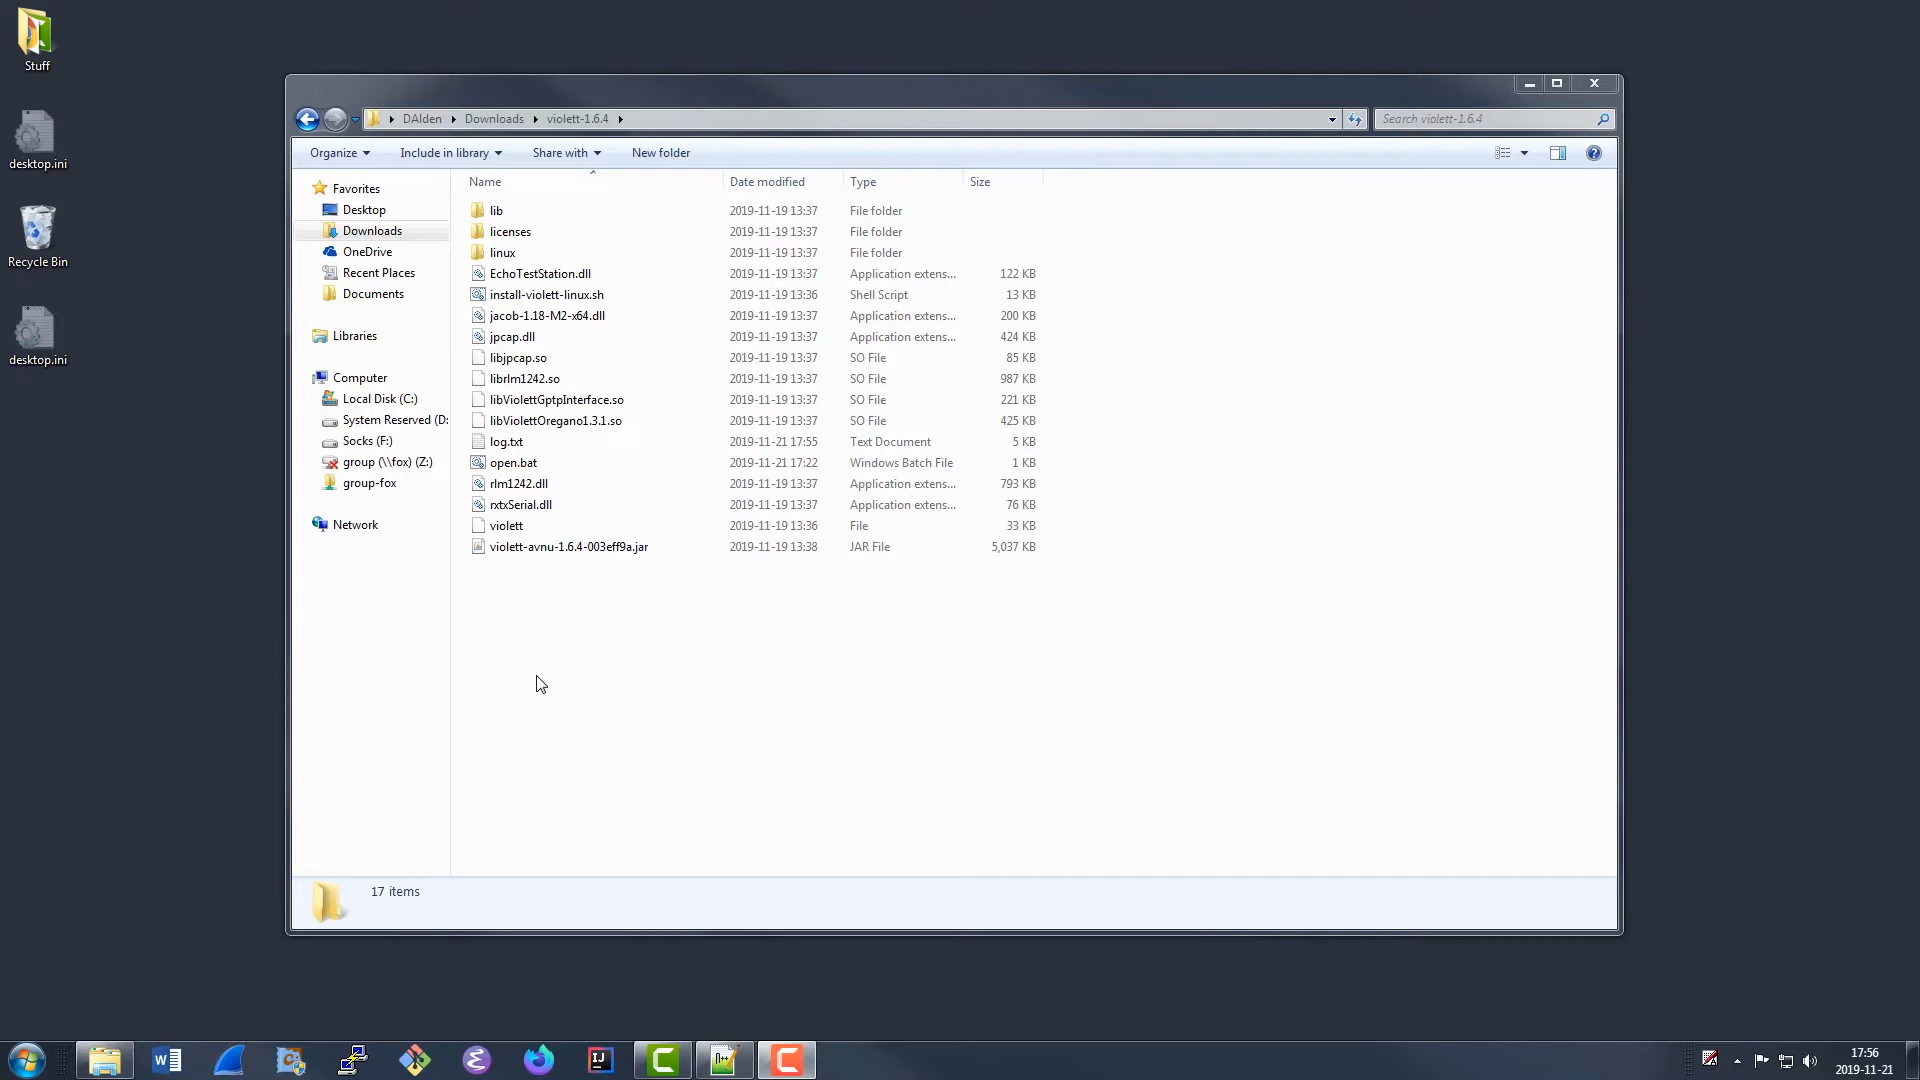 Stuff
desktop.ini
Recycle Bin
desktop.ini
DAlden Downloads violett-1.6.4
Search violett-1.6.4
Organize Include in library Share with New folder
Name Date modified Type Size
Favorites
Desktop
Downloads
OneDrive
Recent Places
Documents
Libraries
Computer
Local Disk (C:)
System Reserved (D:
Socks (F:)
group (\\fox) (Z:)
group-fox
Network
lib 2019-11-19 13:37 File folder
licenses 2019-11-19 13:37 File folder
linux 2019-11-19 13:37 File folder
EchoTestStation.dll 2019-11-19 13:37 Application extens... 122 KB
install-violett-linux.sh 2019-11-19 13:36 Shell Script 13 KB
jacob-1.18-M2-x64.dll 2019-11-19 13:37 Application extens... 200 KB
jpcap.dll 2019-11-19 13:37 Application extens... 424 KB
libjpcap.so 2019-11-19 13:37 SO File 85 KB
librlm1242.so 2019-11-19 13:37 SO File 987 KB
libViolettGptpInterface.so 2019-11-19 13:37 SO File 221 KB
libViolettOregano1.3.1.so 2019-11-19 13:37 SO File 425 KB
log.txt 2019-11-21 17:55 Text Document 5 KB
open.bat 2019-11-21 17:22 Windows Batch File 1 KB
rlm1242.dll 2019-11-19 13:37 Application extens... 793 KB
rxtxSerial.dll 2019-11-19 13:37 Application extens... 76 KB
violett 2019-11-19 13:36 File 33 KB
violett-avnu-1.6.4-003eff9a.jar 2019-11-19 13:38 JAR File 5,037 KB
17 items
17:56
2019-11-21